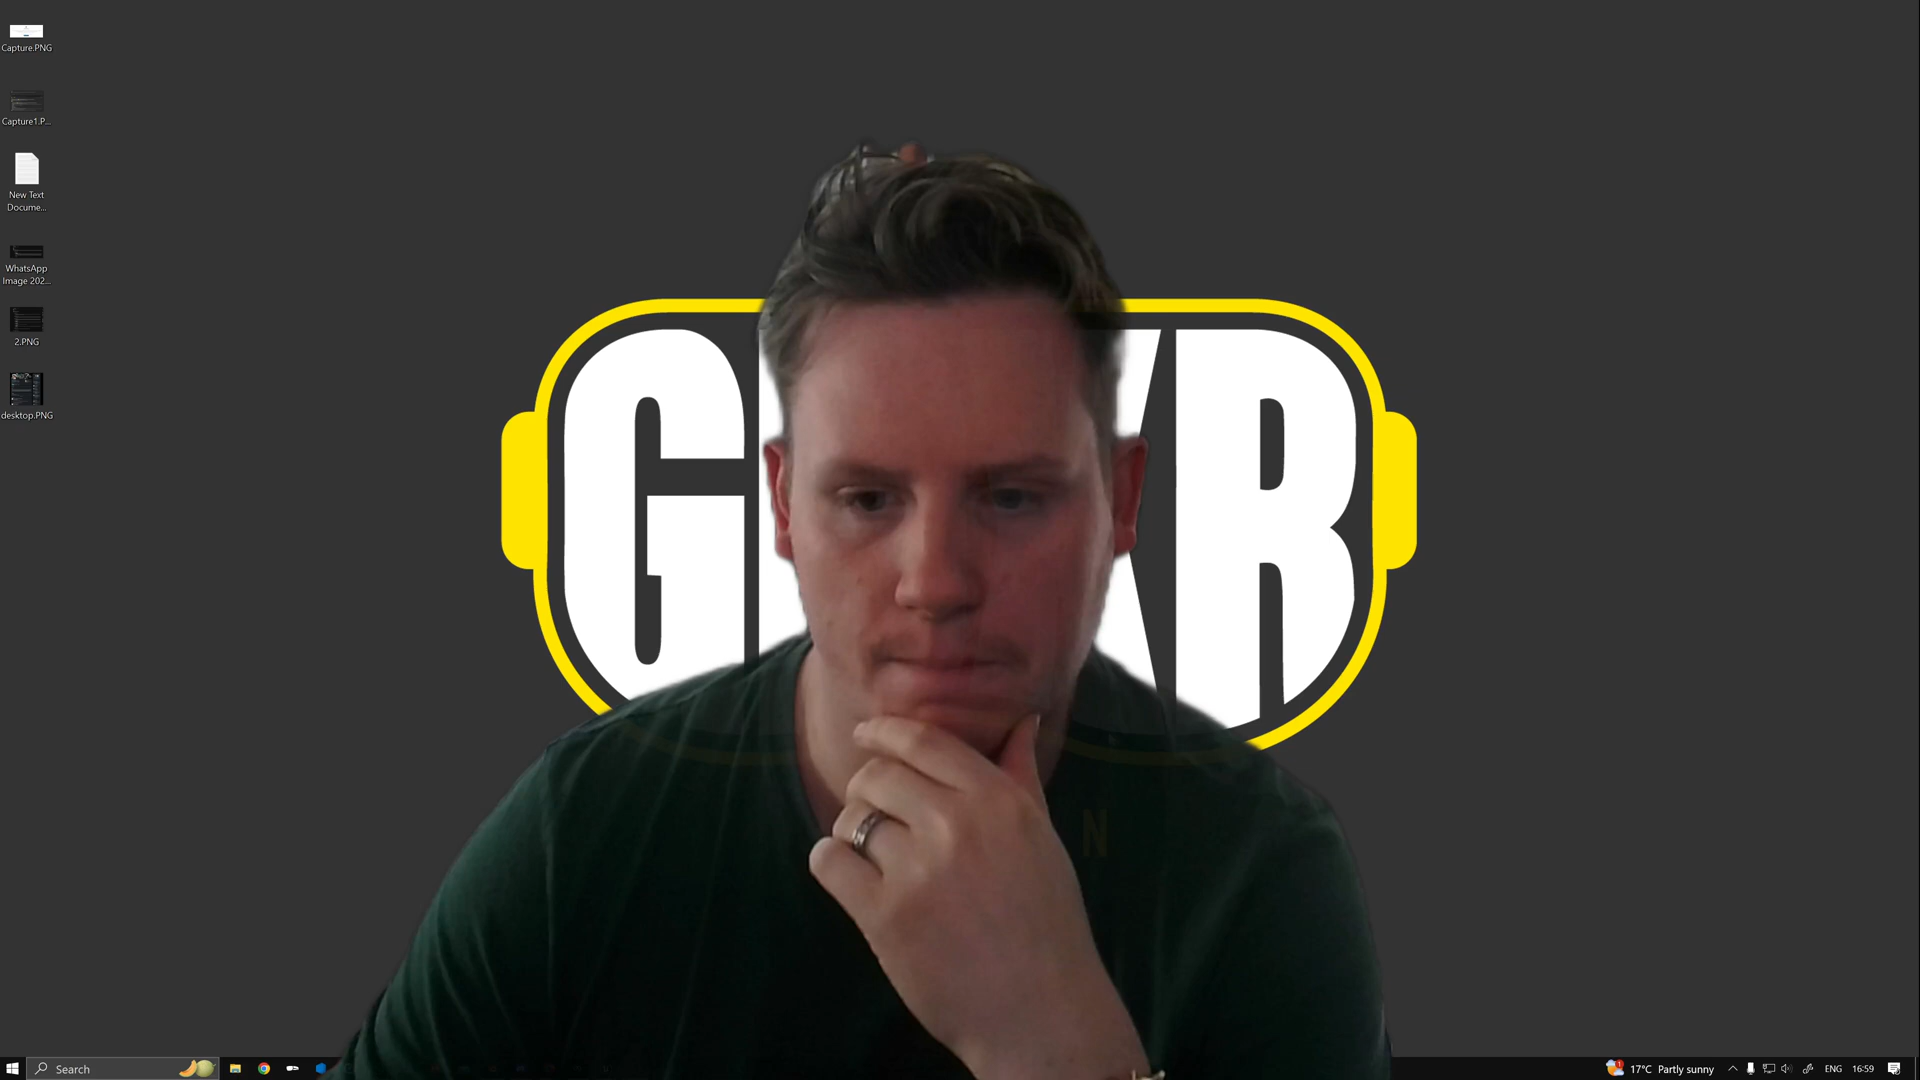 Capture.PNG
Capture1.P...
New Text
Docume...
WhatsApp
Image 202...
2.PNG
desktop.PNG
G
R
N
Search
17°C Partly sunny
ENG
16:59